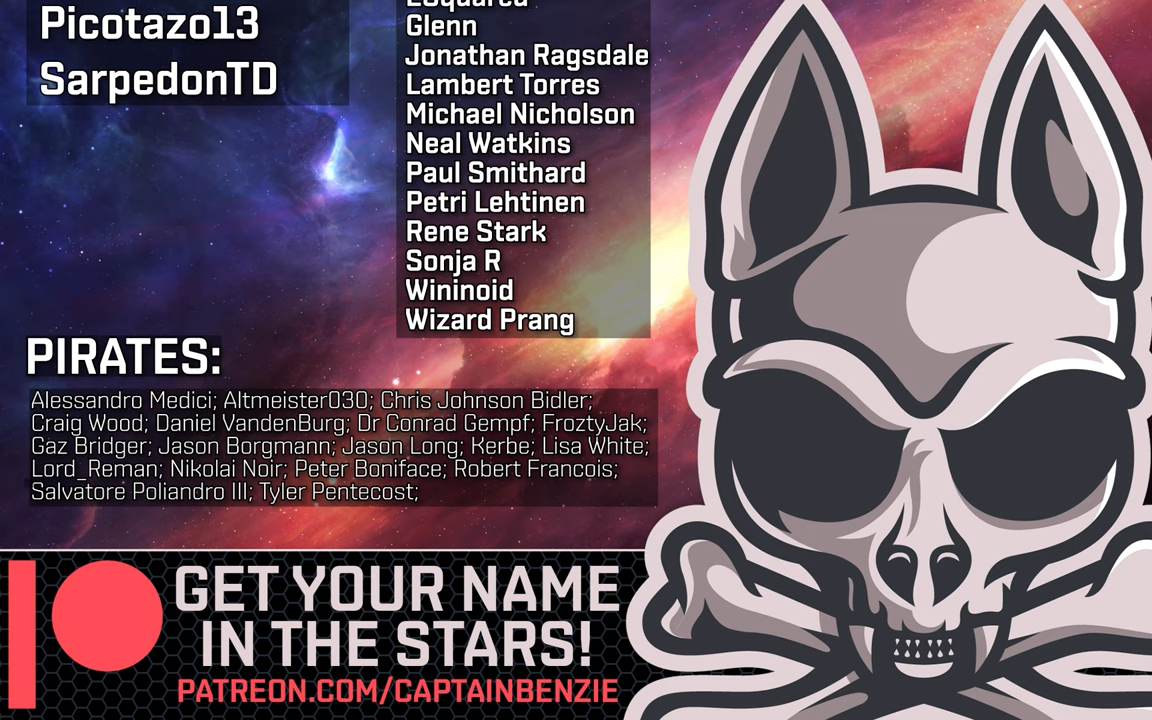 Picotazo13
SarpedonTD
Esquared
Glenn
Jonathan Ragsdale
Lambert Torres
Michael Nicholson
Neal Watkins
Paul Smithard
Petri Lehtinen
Rene Stark
Sonja R
Wininoid
Wizard Prang
PIRATES:
Alessandro Medici; Altmeister030; Chris Johnson Bidler;
Craig Wood; Daniel VandenBurg; Dr Conrad Gempf; FroztyJak;
Gaz Bridger; Jason Borgmann; Jason Long; Kerbe; Lisa White;
Lord_Reman; Nikolai Noir; Peter Boniface; Robert Francois;
Salvatore Poliandro III; Tyler Pentecost;
GET YOUR NAME
IN THE STARS!
PATREON.COM/CAPTAINBENZIE